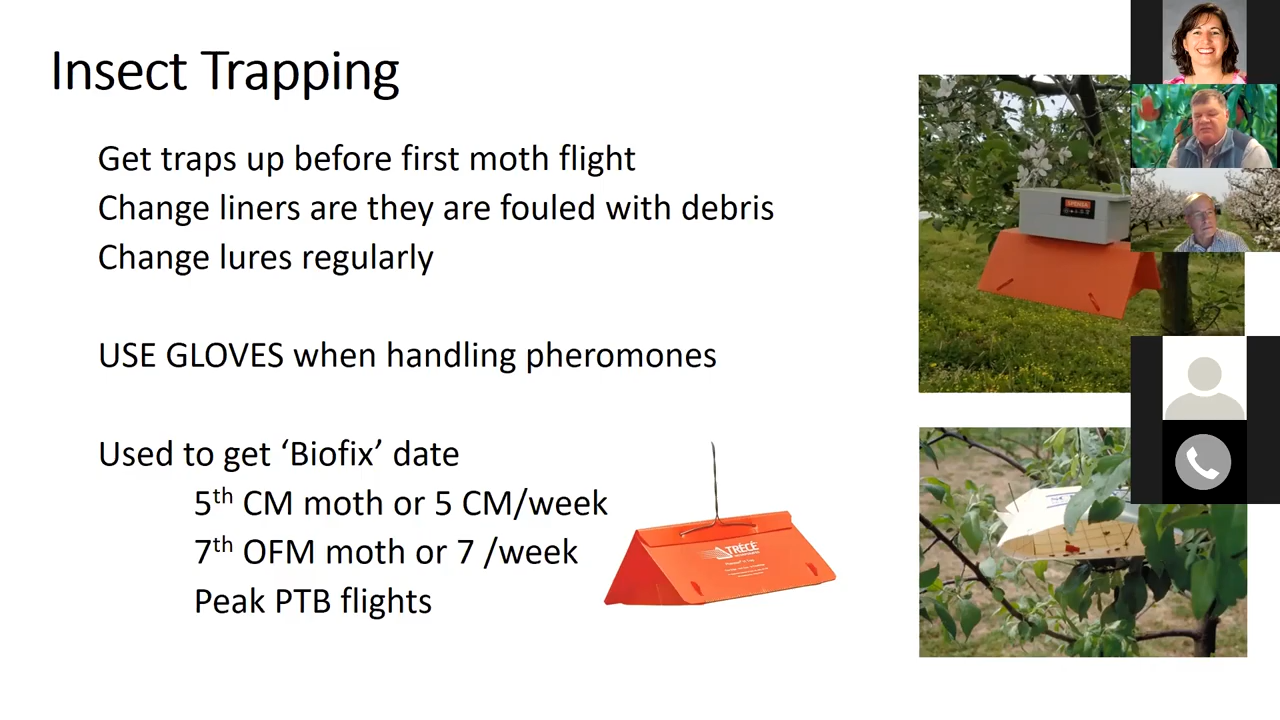 Insect Trapping
Get traps up before first moth flight
Change liners are they are fouled with debris
Change lures regularly
USE GLOVES when handling pheromones
Used to get ‘Biofix’ date
5th CM moth or 5 CM/week
7th OFM moth or 7 /week
Peak PTB flights
TRÉCÉ
SPENSA